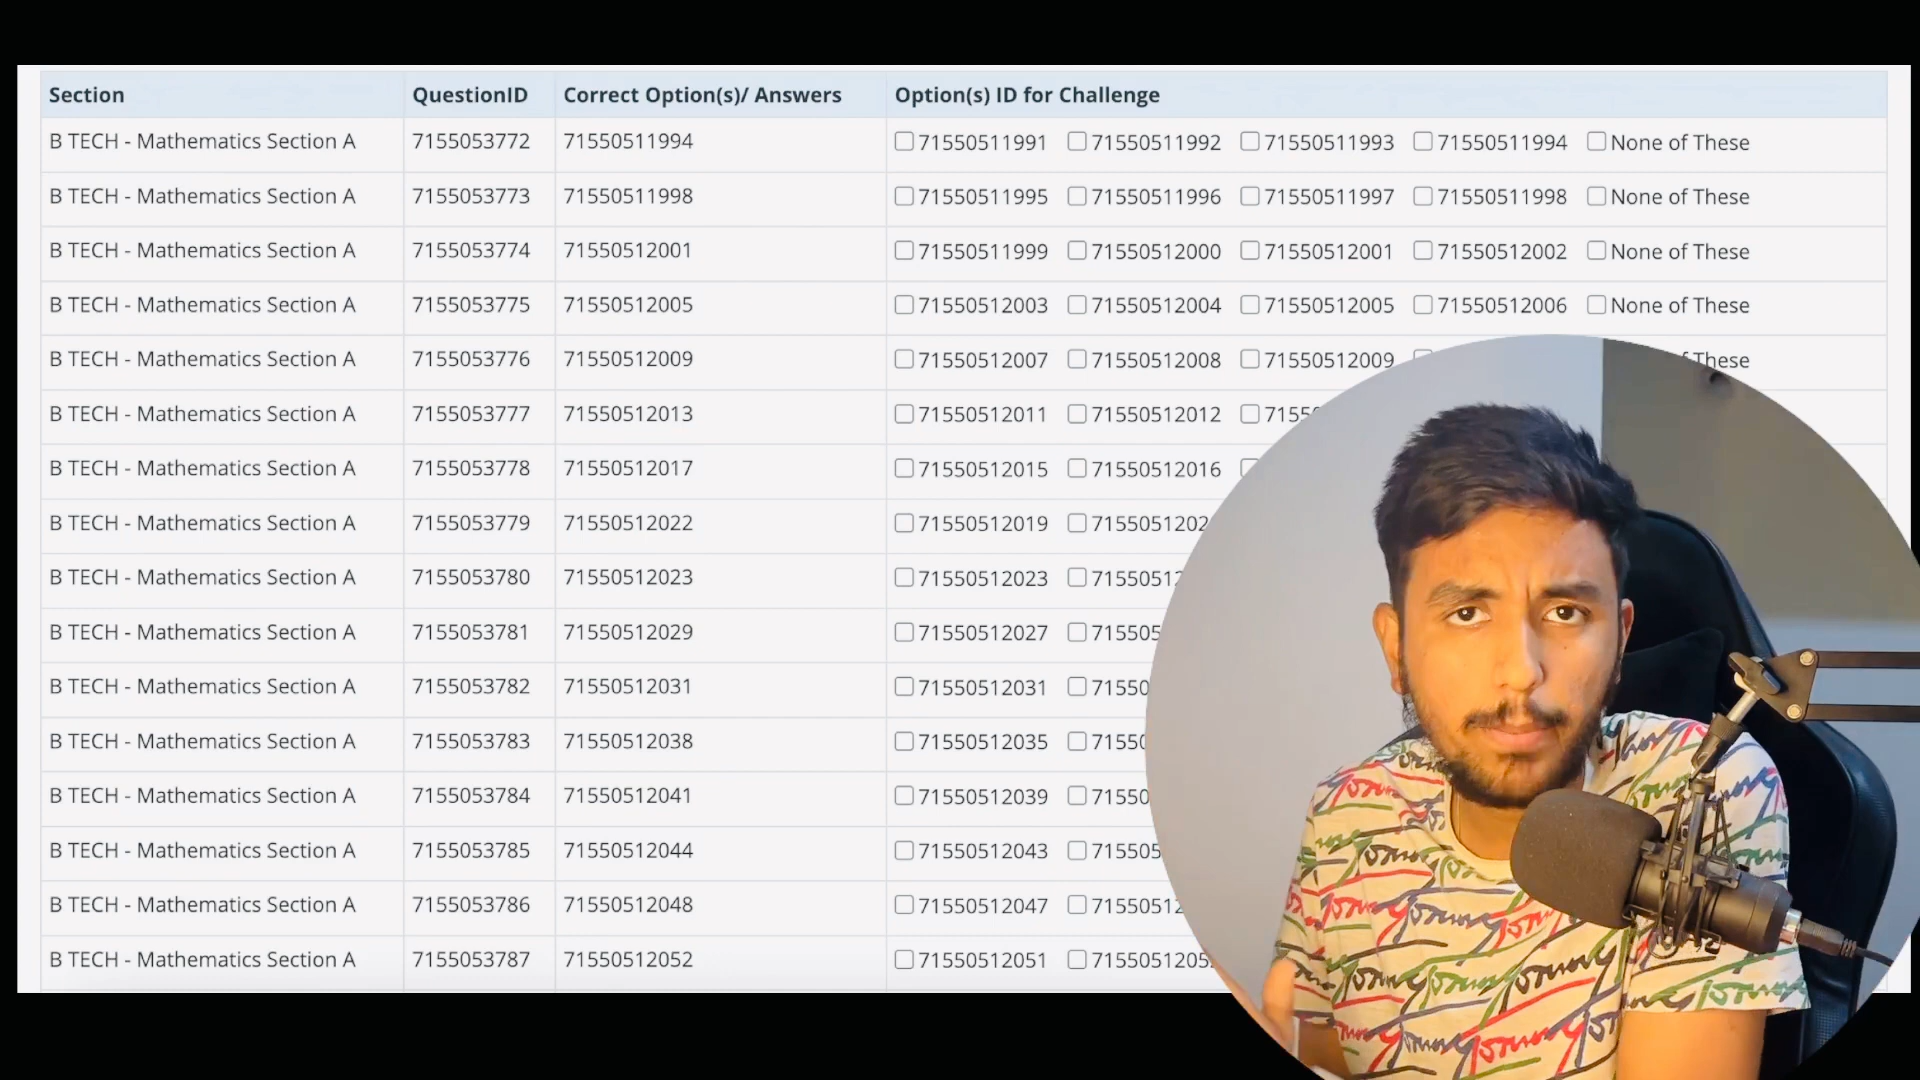 Section QuestionID Correct Option(s)/ Answers Option(s) ID for Challenge
B TECH - Mathematics Section A 7155053772 71550511994 71550511991 71550511992 71550511993 71550511994 None of These
B TECH - Mathematics Section A 7155053773 71550511998 71550511995 71550511996 71550511997 71550511998 None of These
B TECH - Mathematics Section A 7155053774 71550512001 71550511999 71550512000 71550512001 71550512002 None of These
B TECH - Mathematics Section A 7155053775 71550512005 71550512003 71550512004 71550512005 71550512006 None of These
B TECH - Mathematics Section A 7155053776 71550512009 71550512007 71550512008 71550512009 These
B TECH - Mathematics Section A 7155053777 71550512013 71550512011 71550512012
B TECH - Mathematics Section A 7155053778 71550512017 71550512015 71550512016
B TECH - Mathematics Section A 7155053779 71550512022 71550512019
B TECH - Mathematics Section A 7155053780 71550512023 71550512023
B TECH - Mathematics Section A 7155053781 71550512029 71550512027
B TECH - Mathematics Section A 7155053782 71550512031 71550512031
B TECH - Mathematics Section A 7155053783 71550512038 71550512035
B TECH - Mathematics Section A 7155053784 71550512041 71550512039
B TECH - Mathematics Section A 7155053785 71550512044 71550512043
B TECH - Mathematics Section A 7155053786 71550512048 71550512047
B TECH - Mathematics Section A 7155053787 71550512052 71550512051